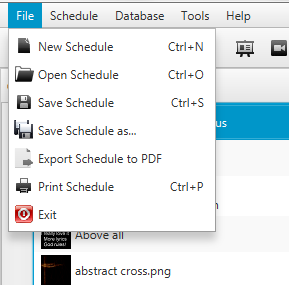 File Schedule Database Tools Help
New Schedule Ctrl+N
Open Schedule Ctrl+O
Save Schedule Ctrl+S
Save Schedule as...
Export Schedule to PDF
Print Schedule Ctrl+P
Exit
Above all
abstract cross.png